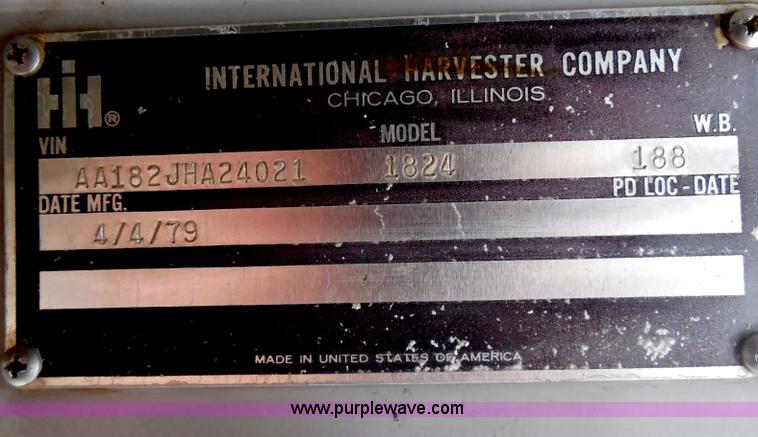 IH ®
INTERNATIONAL HARVESTER COMPANY
CHICAGO, ILLINOIS
VIN MODEL W.B.
AA182JHA24021 1824 188
DATE MFG. PD LOC-DATE
4/4/79
MADE IN UNITED STATES OF AMERICA
www.purplewave.com